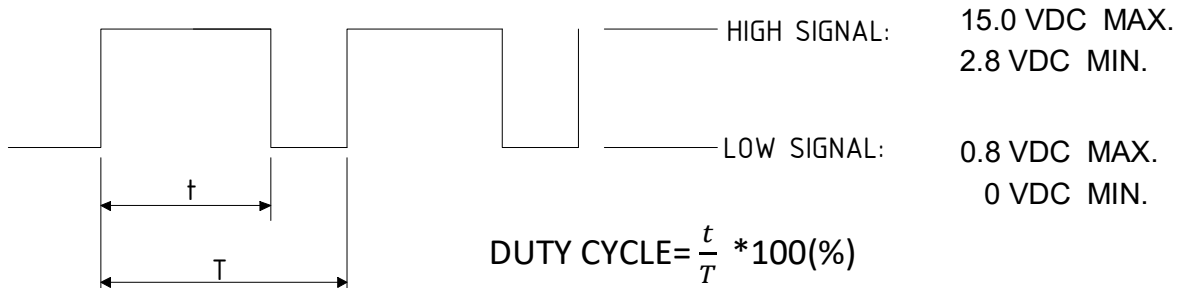 HIGH SIGNAL: 15.0 VDC MAX.
2.8 VDC MIN.
LOW SIGNAL: 0.8 VDC MAX.
0 VDC MIN.
t
T
DUTY CYCLE= t/T *100(%)